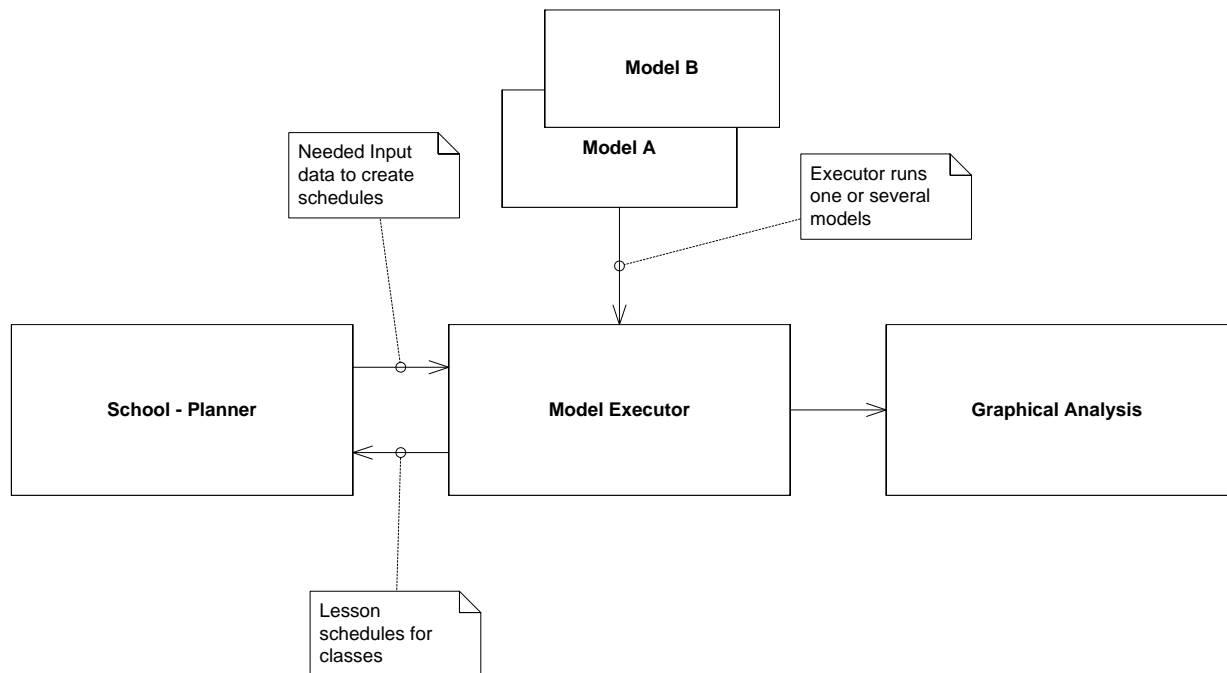 Model B
Model A
Needed Input
data to create
schedules
Executor runs
one or several
models
School - Planner
Model Executor
Graphical Analysis
Lesson
schedules for
classes